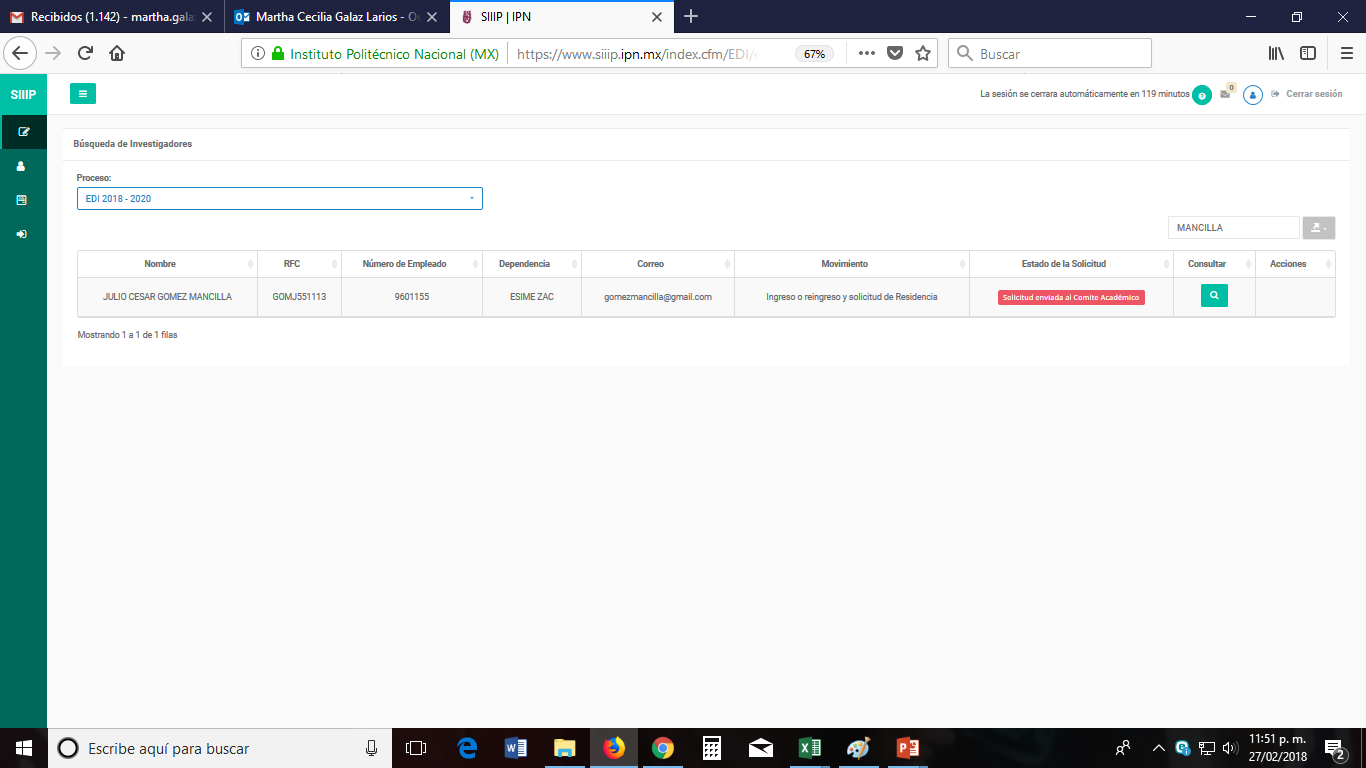 Recibidos (1.142) - martha.gala
Martha Cecilia Galaz Larios - Ou
SIIIP | IPN
Instituto Politécnico Nacional (MX)
https://www.siiip.ipn.mx/index.cfm/EDI/
67%
Buscar
SIIIP
La sesión se cerrara automáticamente en 119 minutos
0
Cerrar sesión
Búsqueda de Investigadores
Proceso:
EDI 2018 - 2020
MANCILLA
Nombre RFC Número de Empleado Dependencia Correo Movimiento Estado de la Solicitud Consultar Acciones
JULIO CESAR GOMEZ MANCILLA GOMJ551113 9601155 ESIME ZAC gomezmancilla@gmail.com Ingreso o reingreso y solicitud de Residencia Solicitud enviada al Comite Académico
Mostrando 1 a 1 de 1 filas
Escribe aquí para buscar
11:51 p. m.
27/02/2018
2